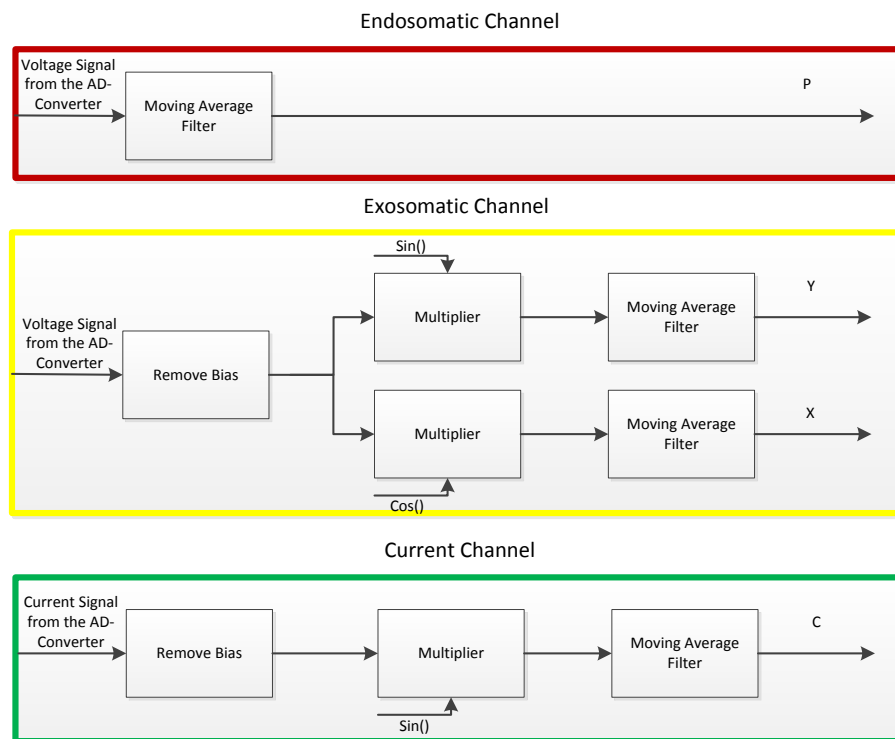 Endosomatic Channel
Voltage Signal
from the AD-
Converter
Moving Average
Filter
P
Exosomatic Channel
Sin()
Voltage Signal
from the AD-
Converter
Remove Bias
Multiplier
Moving Average
Filter
Y
Multiplier
Moving Average
Filter
X
Cos()
Current Channel
Current Signal
from the AD-
Converter
Remove Bias
Multiplier
Moving Average
Filter
C
Sin()